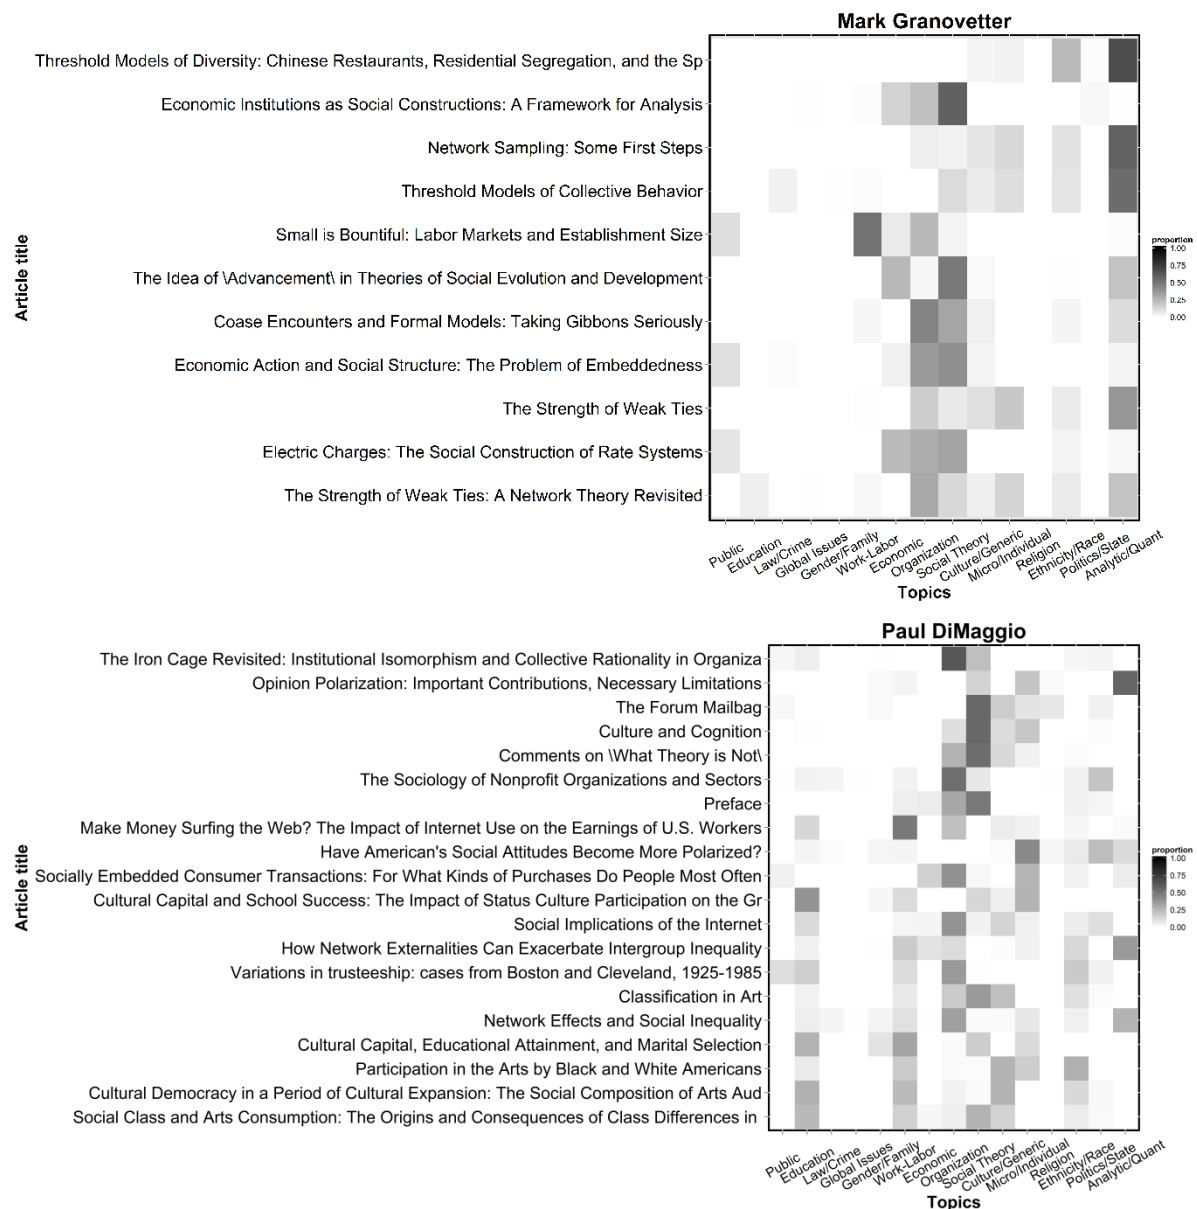 Mark Granovetter
Threshold Models of Diversity: Chinese Restaurants, Residential Segregation, and the Sp
Economic Institutions as Social Constructions: A Framework for Analysis
Network Sampling: Some First Steps
Threshold Models of Collective Behavior
Small is Bountiful: Labor Markets and Establishment Size
The Idea of \Advancement\ in Theories of Social Evolution and Development
Coase Encounters and Formal Models: Taking Gibbons Seriously
Economic Action and Social Structure: The Problem of Embeddedness
The Strength of Weak Ties
Electric Charges: The Social Construction of Rate Systems
The Strength of Weak Ties: A Network Theory Revisited
Article title
proportion
1.00
0.75
0.50
0.25
0.00
Public
Education
Law/Crime
Global Issues
Gender/Family
Work-Labor
Economic
Organization
Social Theory
Culture/Generic
Micro/Individual
Religion
Ethnicity/Race
Politics/State
Analytic/Quant
Topics
Paul DiMaggio
The Iron Cage Revisited: Institutional Isomorphism and Collective Rationality in Organiza
Opinion Polarization: Important Contributions, Necessary Limitations
The Forum Mailbag
Culture and Cognition
Comments on \What Theory is Not\
The Sociology of Nonprofit Organizations and Sectors
Preface
Make Money Surfing the Web? The Impact of Internet Use on the Earnings of U.S. Workers
Have American's Social Attitudes Become More Polarized?
Socially Embedded Consumer Transactions: For What Kinds of Purchases Do People Most Often
Cultural Capital and School Success: The Impact of Status Culture Participation on the Gr
Social Implications of the Internet
How Network Externalities Can Exacerbate Intergroup Inequality
Variations in trusteeship: cases from Boston and Cleveland, 1925-1985
Classification in Art
Network Effects and Social Inequality
Cultural Capital, Educational Attainment, and Marital Selection
Participation in the Arts by Black and White Americans
Cultural Democracy in a Period of Cultural Expansion: The Social Composition of Arts Aud
Social Class and Arts Consumption: The Origins and Consequences of Class Differences in
Article title
proportion
1.00
0.75
0.50
0.25
0.00
Public
Education
Law/Crime
Global Issues
Gender/Family
Work-Labor
Economic
Organization
Social Theory
Culture/Generic
Micro/Individual
Religion
Ethnicity/Race
Politics/State
Analytic/Quant
Topics